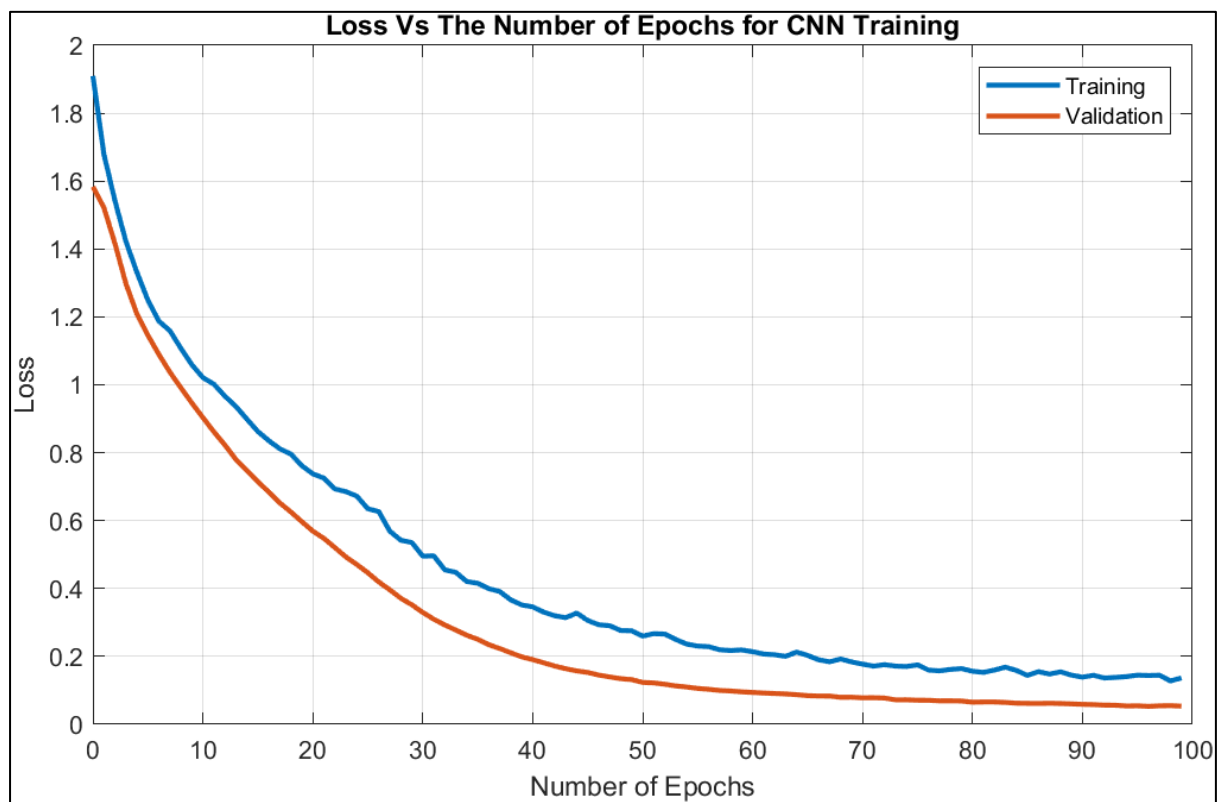 Loss Vs The Number of Epochs for CNN Training
2
1.8
1.6
1.4
1.2
1
0.8
0.6
0.4
0.2
0
Loss
Training
Validation
0 10 20 30 40 50 60 70 80 90 100
Number of Epochs